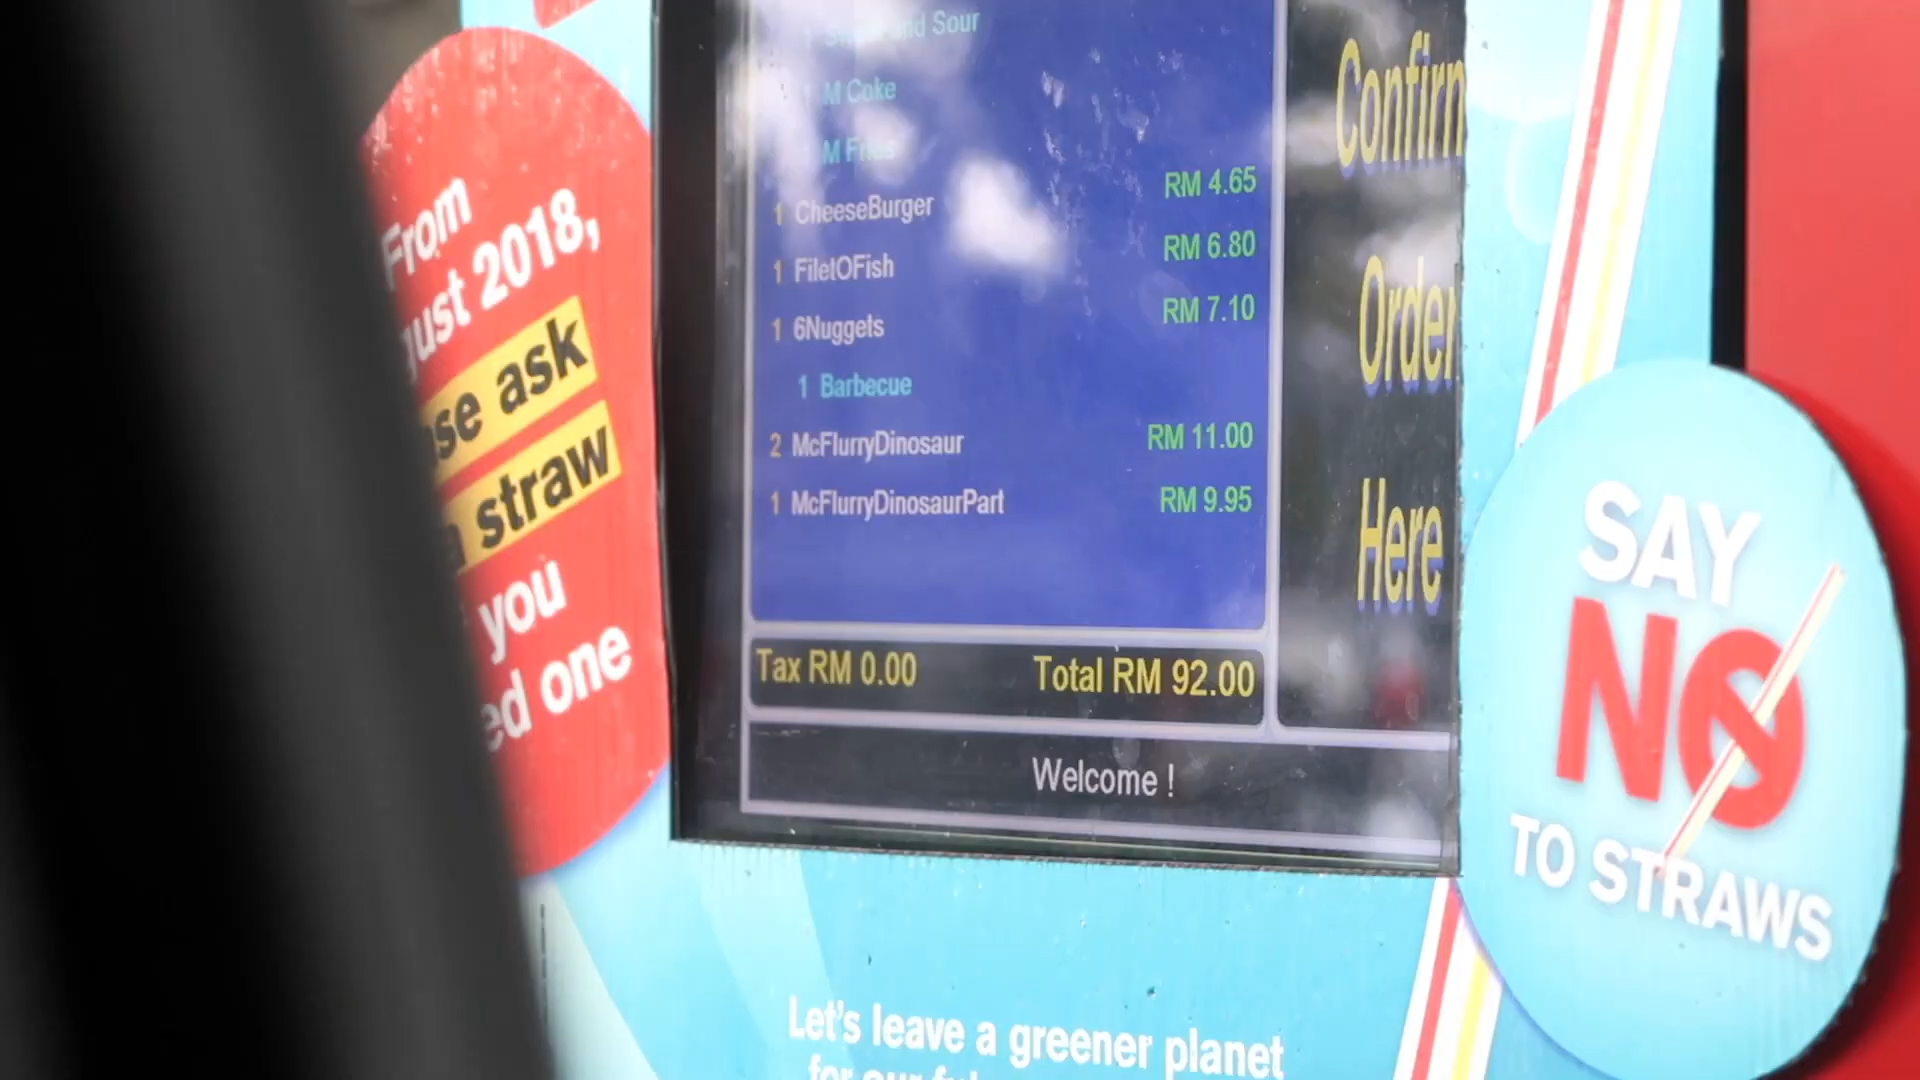 From
gust 2018,
se ask
a straw
you
ed one
and Sour
M Coke
M Fries
RM 4.65
1 CheeseBurger
RM 6.80
1 FiletOFish
RM 7.10
1 6Nuggets
1 Barbecue
2 McFlurryDinosaur RM 11.00
1 McFlurryDinosaurPart RM 9.95
Tax RM 0.00 Total RM 92.00
Welcome !
Confirm
Order
Here
SAY
NO
TO STRAWS
Let's leave a greener planet
for our